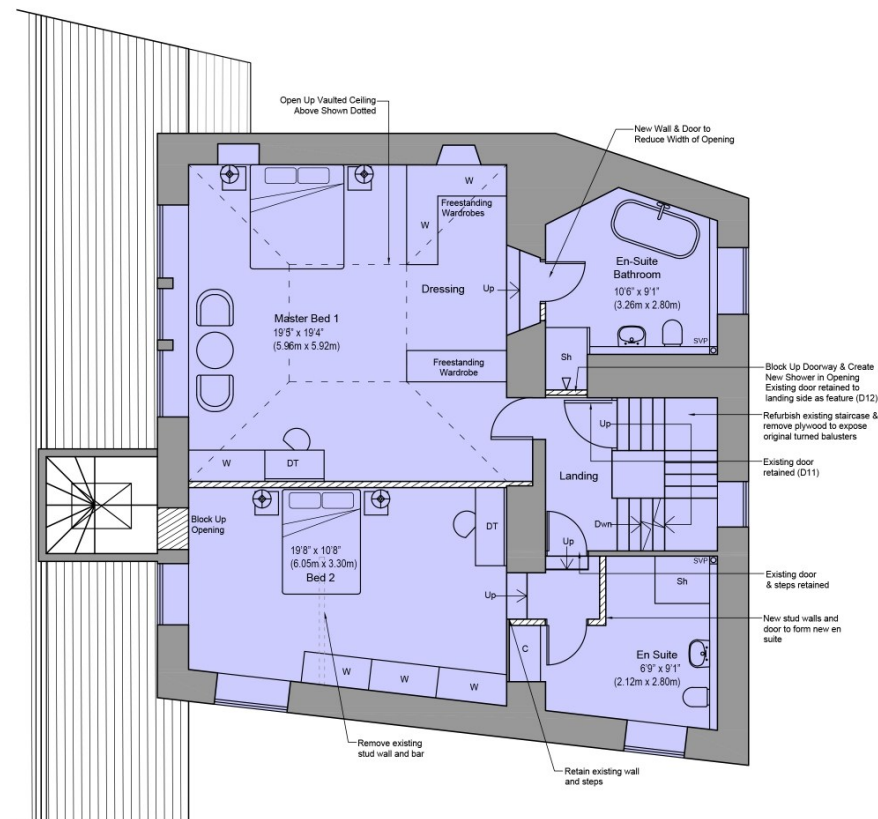 Open Up Vaulted Ceiling
Above Shown Dotted
New Wall & Door to
Reduce Width of Opening
W
Freestanding
Wardrobes
W
Dressing
Up
En-Suite
Bathroom
10'6" x 9'1"
(3.26m x 2.80m)
SVP
Master Bed 1
19'5" x 19'4"
(5.96m x 5.92m)
Freestanding
Wardrobe
Sh
Block Up Doorway & Create
New Shower in Opening
Existing door retained to
landing side as feature (D12)
Refurbish existing staircase &
remove plywood to expose
original turned balusters
Up
Existing door
retained (D11)
Landing
W
DT
Block Up
Opening
19'8" x 10'8"
(6.05m x 3.30m)
Bed 2
DT
Dwn
Up
SVP
Sh
Existing door
& steps retained
Up
New stud walls and
door to form new en
suite
C
En Suite
6'9" x 9'1"
(2.12m x 2.80m)
W
W
W
Remove existing
stud wall and bar
Retain existing wall
and steps